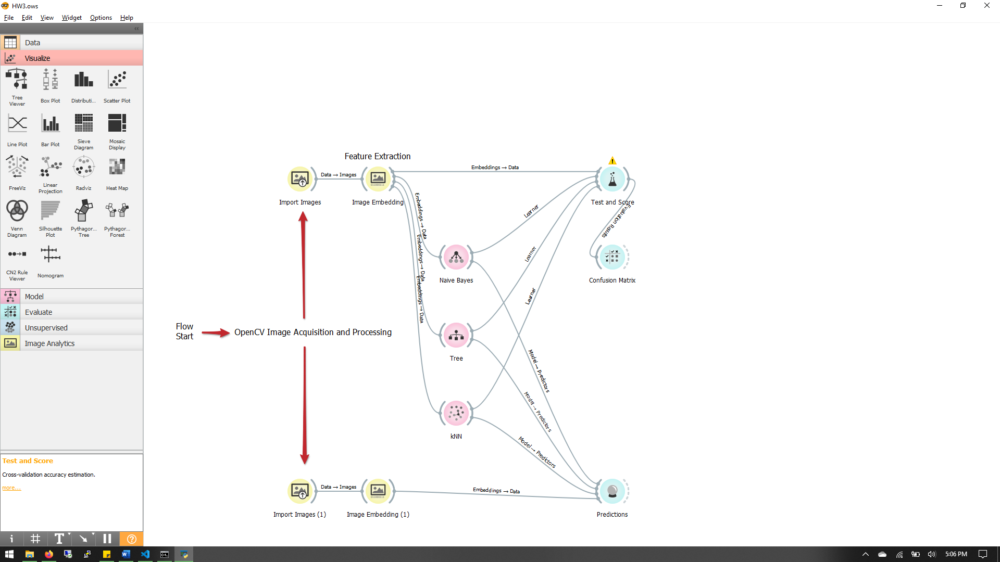 HW3.ows
File Edit View Widget Options Help
Data
Visualize
Tree
Viewer
Box Plot
Distributi...
Scatter Plot
Line Plot
Bar Plot
Sieve
Diagram
Mosaic
Display
FreeViz
Linear
Projection
Radviz
Heat Map
Venn
Diagram
Silhouette
Plot
Pythagor...
Tree
Pythagor...
Forest
CN2 Rule
Viewer
Nomogram
Model
Evaluate
Unsupervised
Image Analytics
Test and Score
Cross-validation accuracy estimation.
more...
Feature Extraction
Import Images
Data → Images
Image Embedding
Embeddings → Data
Test and Score
Embeddings → Data
Embeddings → Data
Embeddings → Data
Learner
Learner
Learner
Evaluation Results
Naive Bayes
Confusion Matrix
Flow
Start
OpenCV Image Acquisition and Processing
Tree
Model → Predictors
Model → Predictors
Model → Predictors
kNN
Import Images (1)
Data → Images
Image Embedding (1)
Embeddings → Data
Predictions
5:06 PM